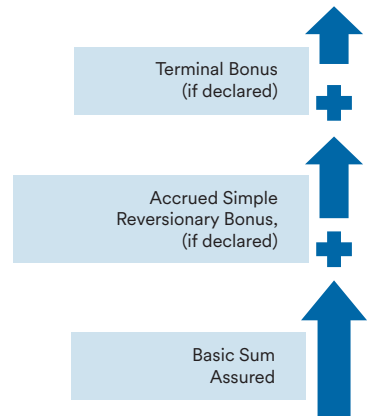 Terminal Bonus
(if declared)
Accrued Simple
Reversionary Bonus,
(if declared)
Basic Sum
Assured